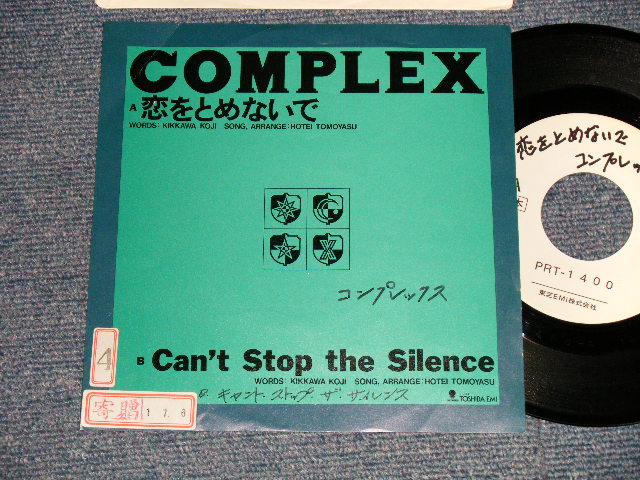 COMPLEX
A 恋をとめないで
WORDS: KIKKAWA KOJI SONG, ARRANGE: HOTEI TOMOYASU
コンプレックス
B Can't Stop the Silence
WORDS: KIKKAWA KOJI SONG, ARRANGE: HOTEI TOMOYASU
B. キャント.ストップ ザ.サイレンス
TOSHIBA EMI
4
寄贈 1.7.6
恋をとめないで
コンプレッ
PRT-1400
東芝EMI株式会社